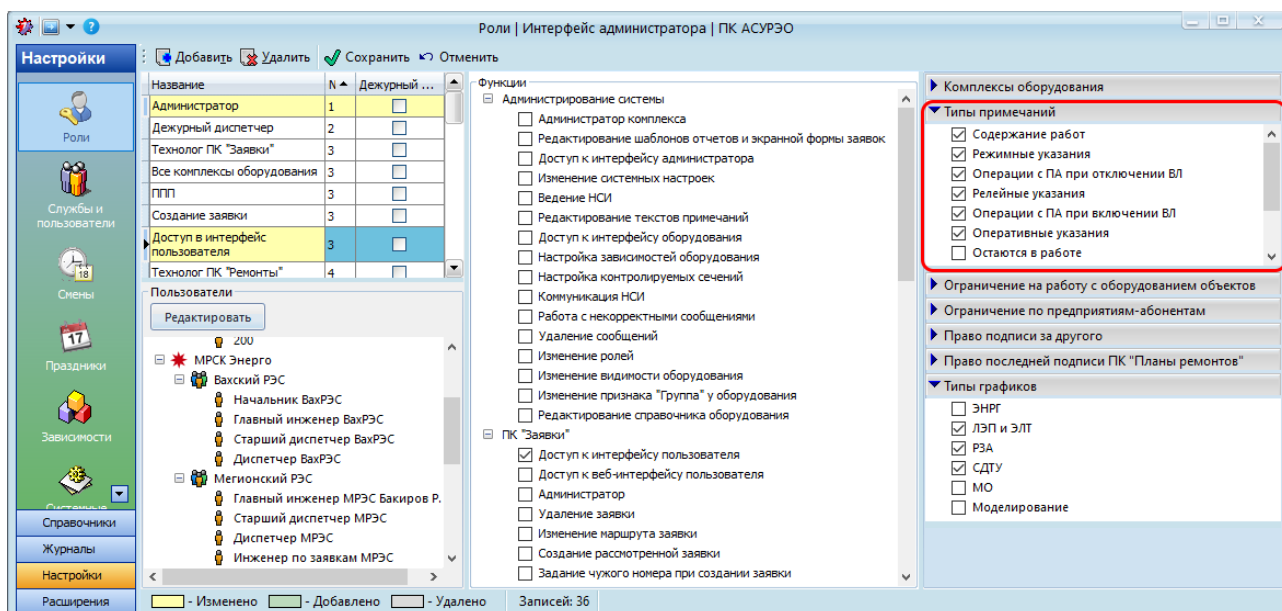 Роли | Интерфейс администратора | ПК АСУРЭО
Настройки
Добавить Удалить Сохранить Отменить
Роли
Службы и
пользователи
18
Смены
17
Праздники
Зависимости
Системные
Справочники
Журналы
Настройки
Расширения
Название N Дежурный ...
Администратор 1
Дежурный диспетчер 2
Технолог ПК "Заявки" 3
Все комплексы оборудования 3
ППП 3
Создание заявки 3
Доступ в интерфейс
пользователя 3
Технолог ПК "Ремонты" 4
Пользователи
Редактировать
200
МРСК Энерго
Вахский РЭС
Начальник ВахРЭС
Главный инженер ВахРЭС
Старший диспетчер ВахРЭС
Диспетчер ВахРЭС
Мегионский РЭС
Главный инженер МРЭС Бакиров Р.
Старший диспетчер МРЭС
Диспетчер МРЭС
Инженер по заявкам МРЭС
Функции
Администрирование системы
Администратор комплекса
Редактирование шаблонов отчетов и экранной формы заявок
Доступ к интерфейсу администратора
Изменение системных настроек
Ведение НСИ
Редактирование текстов примечаний
Доступ к интерфейсу оборудования
Настройка зависимостей оборудования
Настройка контролируемых сечений
Коммуникация НСИ
Работа с некорректными сообщениями
Удаление сообщений
Изменение ролей
Изменение видимости оборудования
Изменение признака "Группа" у оборудования
Редактирование справочника оборудования
ПК "Заявки"
Доступ к интерфейсу пользователя
Доступ к веб-интерфейсу пользователя
Администратор
Удаление заявки
Изменение маршрута заявки
Создание рассмотренной заявки
Задание чужого номера при создании заявки
Комплексы оборудования
Типы примечаний
Содержание работ
Режимные указания
Операции с ПА при отключении ВЛ
Релейные указания
Операции с ПА при включении ВЛ
Оперативные указания
Остаются в работе
Ограничение на работу с оборудованием объектов
Ограничение по предприятиям-абонентам
Право подписи за другого
Право последней подписи ПК "Планы ремонтов"
Типы графиков
ЭНРГ
ЛЭП и ЭЛТ
РЗА
СДТУ
МО
Моделирование
- Изменено - Добавлено - Удалено Записей: 36